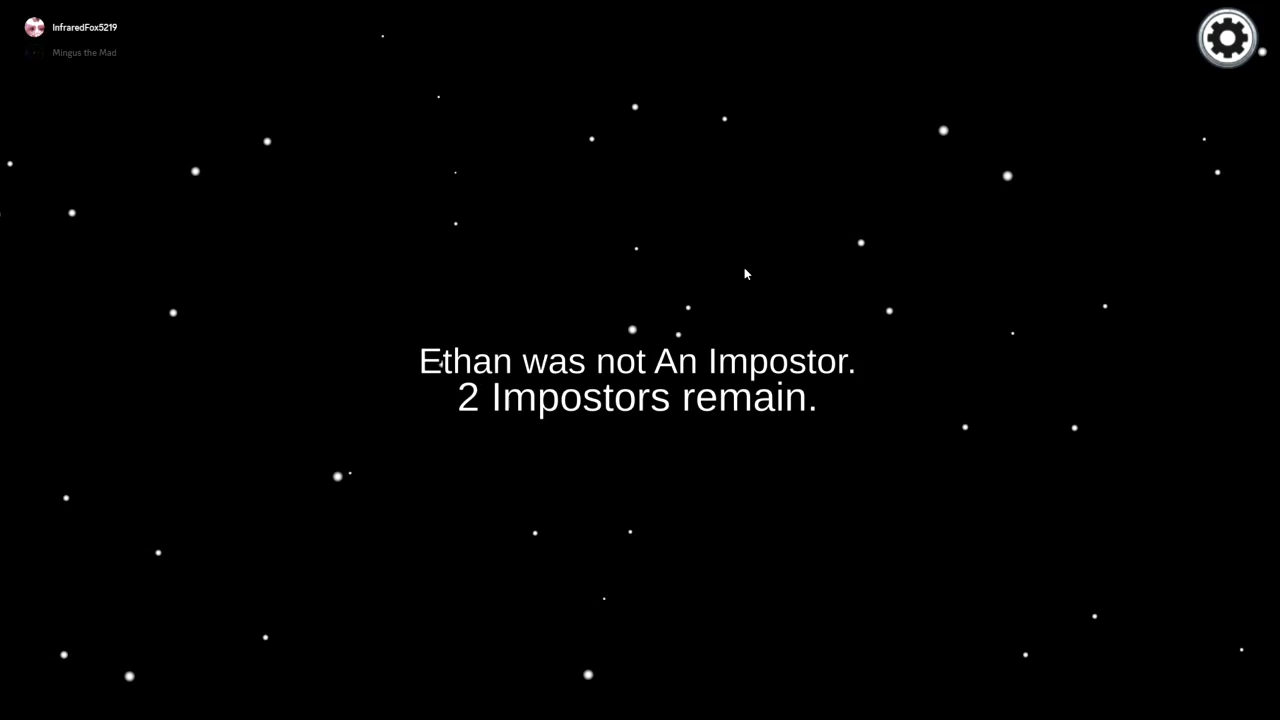 InfraredFox5219
Mingus the Mad
Ethan was not An Impostor.
2 Impostors remain.